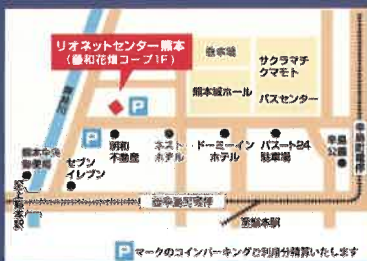 リオネットセンター熊本
(番和花畑コープ1F)
P
サクラマチ
クマモト
熊本城ホール
バスセンター
P
明和
不動産
ネスト
ホテル
ドーミーイン
ホテル
パスート24
駐車場
辛島
公園
熊本中央
郵便局
セブン
イレブン
至熊本駅
P マークのコインパーキングご利用分精算いたします